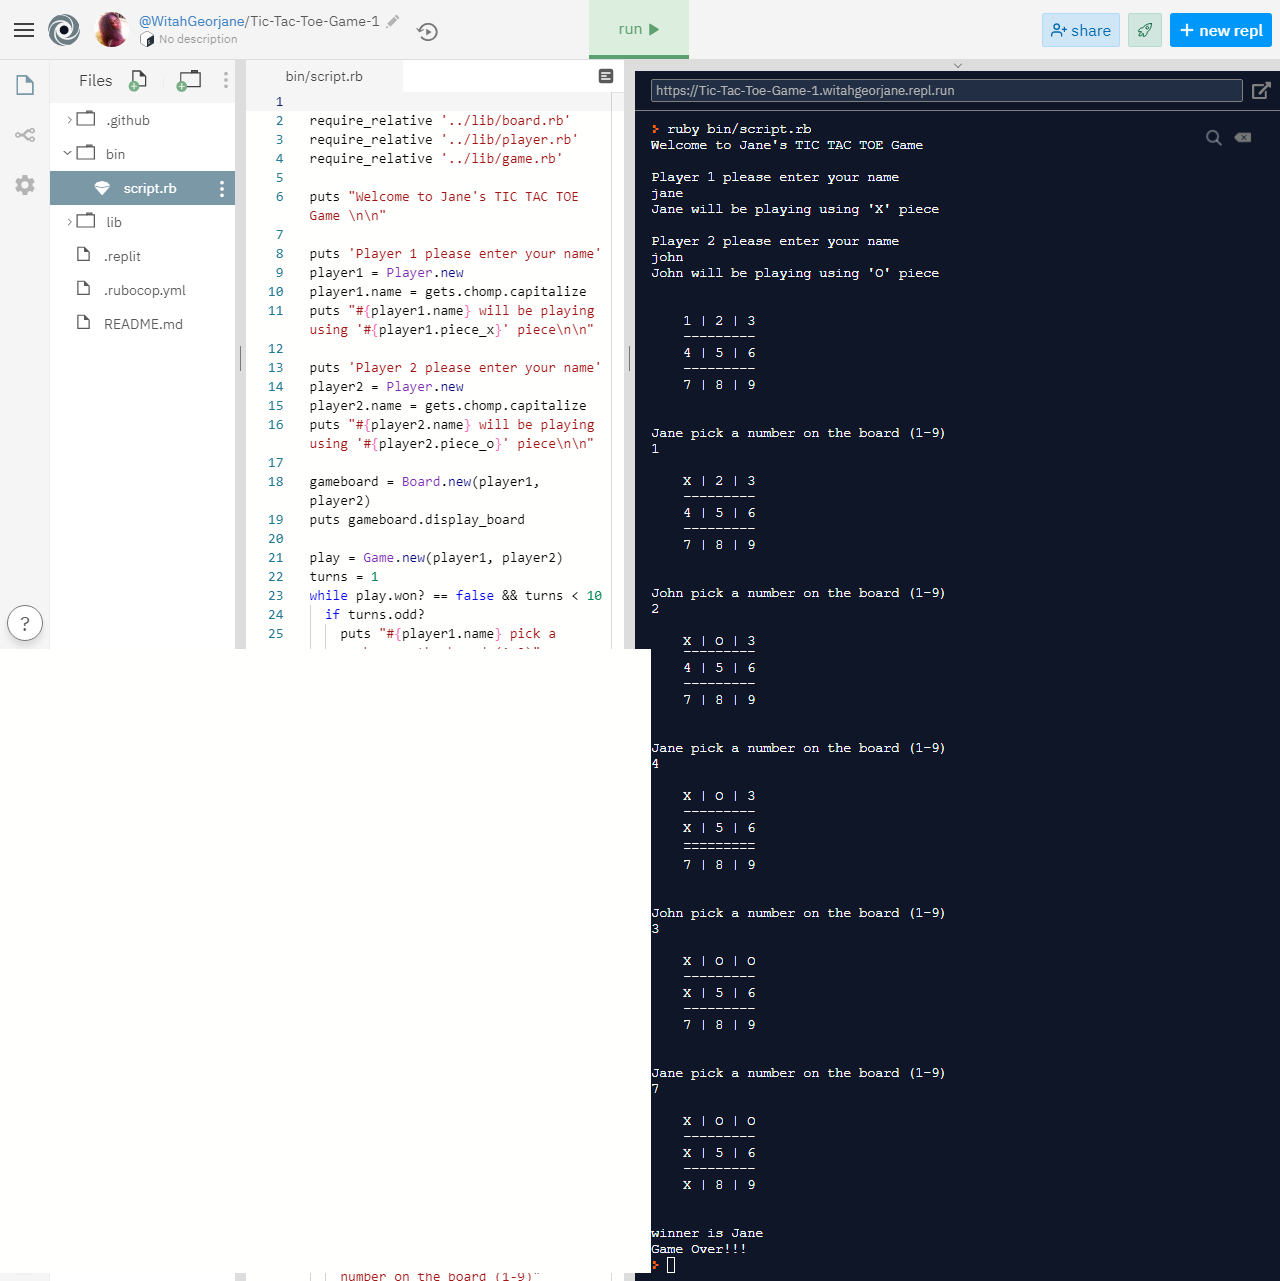 @WitahGeorjane/Tic-Tac-Toe-Game-1
No description
run
share
+ new repl
Files
.github
bin
script.rb
lib
.replit
.rubocop.yml
README.md
?
bin/script.rb
1
2 require_relative '../lib/board.rb'
3 require_relative '../lib/player.rb'
4 require_relative '../lib/game.rb'
5
6 puts "Welcome to Jane's TIC TAC TOE
Game \n\n"
7
8 puts 'Player 1 please enter your name'
9 player1 = Player.new
10 player1.name = gets.chomp.capitalize
11 puts "#{player1.name} will be playing
using '#{player1.piece_x}' piece\n\n"
12
13 puts 'Player 2 please enter your name'
14 player2 = Player.new
15 player2.name = gets.chomp.capitalize
16 puts "#{player2.name} will be playing
using '#{player2.piece_o}' piece\n\n"
17
18 gameboard = Board.new(player1,
player2)
19 puts gameboard.display_board
20
21 play = Game.new(player1, player2)
22 turns = 1
23 while play.won? == false && turns < 10
24 if turns.odd?
25 puts "#{player1.name} pick a
number on the board (1-9)"
https://Tic-Tac-Toe-Game-1.witahgeorjane.repl.run
ruby bin/script.rb
Welcome to Jane's TIC TAC TOE Game
Player 1 please enter your name
jane
Jane will be playing using 'X' piece
Player 2 please enter your name
john
John will be playing using 'O' piece
1 | 2 | 3
---------
4 | 5 | 6
---------
7 | 8 | 9
Jane pick a number on the board (1-9)
1
X | 2 | 3
---------
4 | 5 | 6
---------
7 | 8 | 9
John pick a number on the board (1-9)
2
X | O | 3
---------
4 | 5 | 6
---------
7 | 8 | 9
Jane pick a number on the board (1-9)
4
X | O | 3
---------
X | 5 | 6
---------
7 | 8 | 9
John pick a number on the board (1-9)
3
X | O | O
---------
X | 5 | 6
---------
7 | 8 | 9
Jane pick a number on the board (1-9)
7
X | O | O
---------
X | 5 | 6
---------
X | 8 | 9
winner is Jane
Game Over!!!